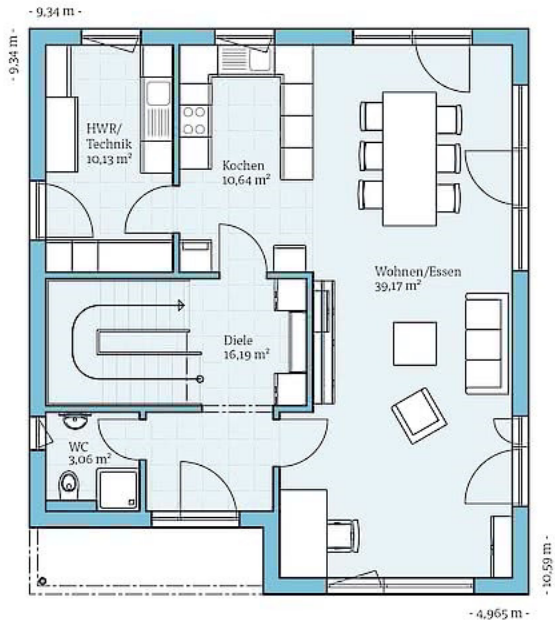 - 9,34 m -
- 9,34 m -
HWR/
Technik
10,13 m²
Kochen
10,64 m²
Wohnen/Essen
39,17 m²
Diele
16,19 m²
WC
3,06 m²
- 10,59 m -
- 4,965 m -